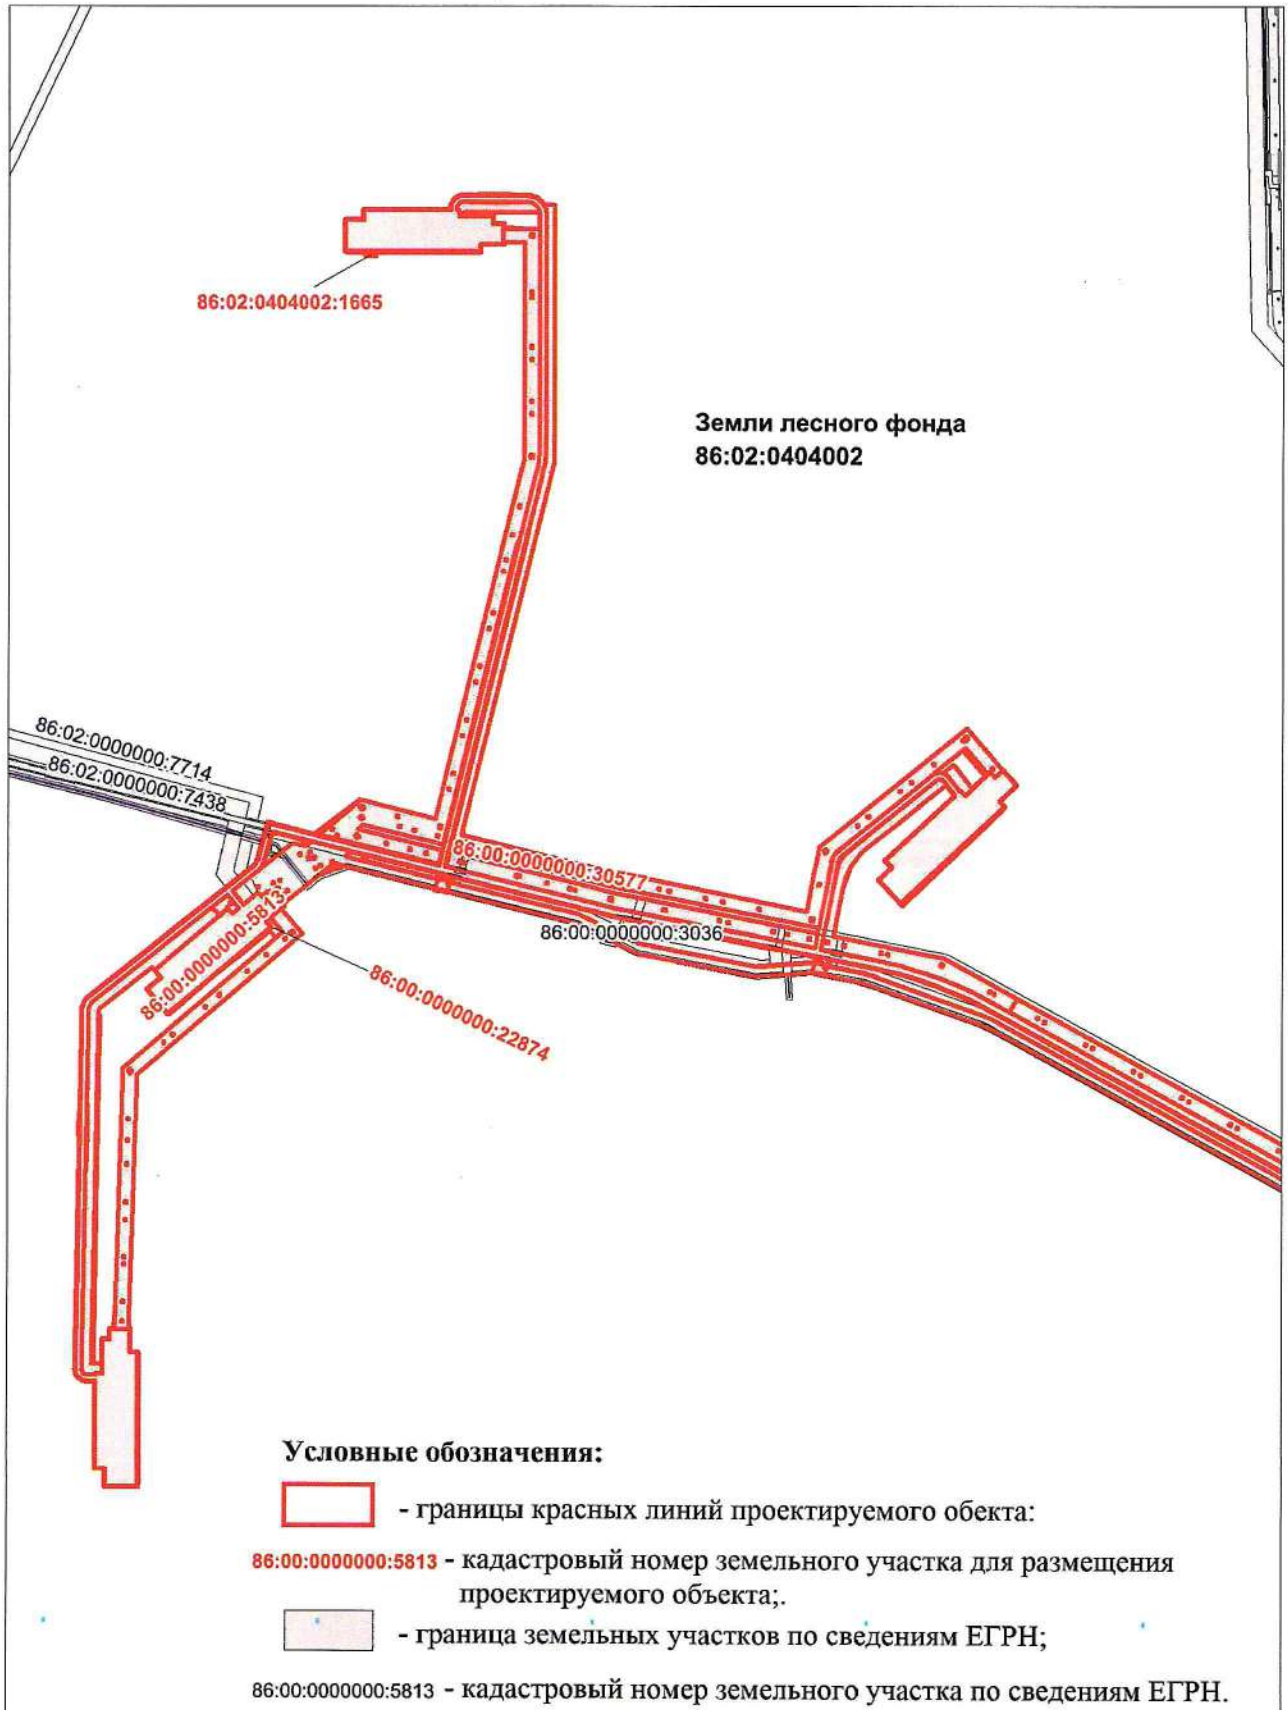 86:02:0404002:1665
Земли лесного фонда
86:02:0404002
86:02:0000000:7714
86:02:0000000:7438
86:00:0000000:30577
86:00:0000000:3036
86:00:0000000:5813
86:00:0000000:22874
Условные обозначения:
- границы красных линий проектируемого обекта:
86:00:0000000:5813 - кадастровый номер земельного участка для размещения
проектируемого объекта;.
- граница земельных участков по сведениям ЕГРН;
86:00:0000000:5813 - кадастровый номер земельного участка по сведениям ЕГРН.